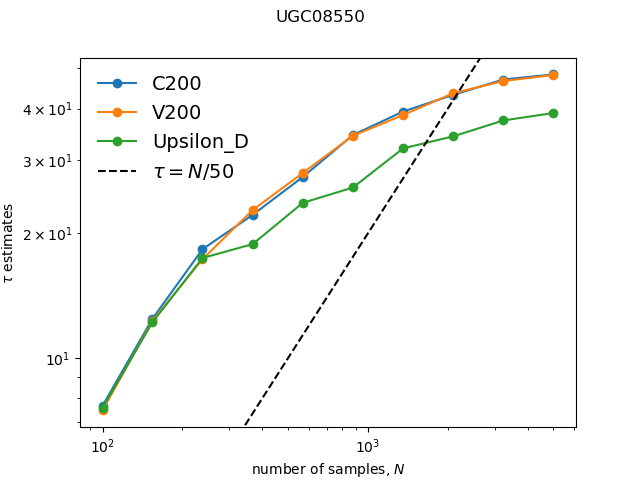 UGC08550
C200
V200
Upsilon_D
τ = N/50
4 × 10¹
3 × 10¹
2 × 10¹
10¹
τ estimates
10² 10³
number of samples, N